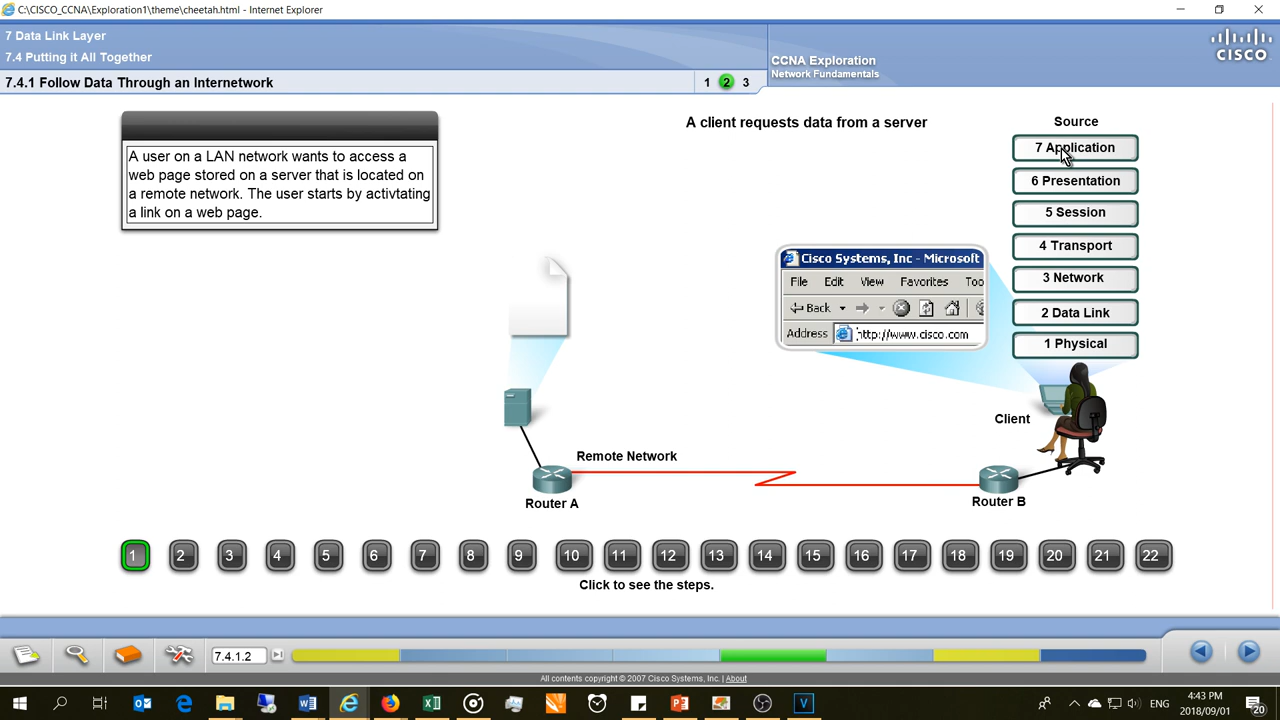 C:\CISCO_CCNA\Exploration1\theme\cheetah.html - Internet Explorer
7 Data Link Layer
7.4 Putting it All Together
7.4.1 Follow Data Through an Internetwork
1 2 3
CCNA Exploration
Network Fundamentals
CISCO
A user on a LAN network wants to access a
web page stored on a server that is located on
a remote network. The user starts by activtating
a link on a web page.
A client requests data from a server
Source
7 Application
6 Presentation
5 Session
4 Transport
3 Network
2 Data Link
1 Physical
Cisco Systems, Inc - Microsoft
File Edit View Favorites Too
Back
Address http://www.cisco.com
Client
Remote Network
Router A
Router B
1 2 3 4 5 6 7 8 9 10 11 12 13 14 15 16 17 18 19 20 21 22
Click to see the steps.
7.4.1.2
All contents copyright © 2007 Cisco Systems, Inc. | About
4:43 PM
ENG
2018/09/01
20